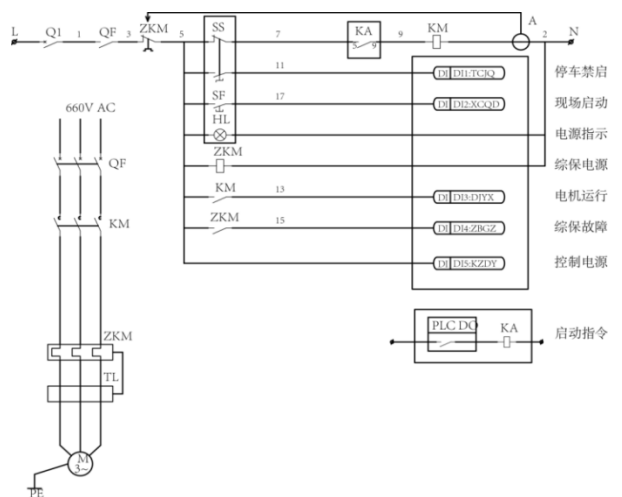 L Q1 1 QF 3 ZKM 5 SS 7 KA 5 9 9 KM A 2 N
11 DI DI1:TCJQ 停车禁启
SF 17 DI DI2:XCQD 现场启动
HL 电源指示
ZKM 综保电源
KM 13 DI DI3:DJYX 电机运行
ZKM 15 DI DI4:ZBGZ 综保故障
DI DI5:KZDY 控制电源
PLC DO KA 启动指令
660V AC
QF
KM
ZKM
TL
M
3~
PE